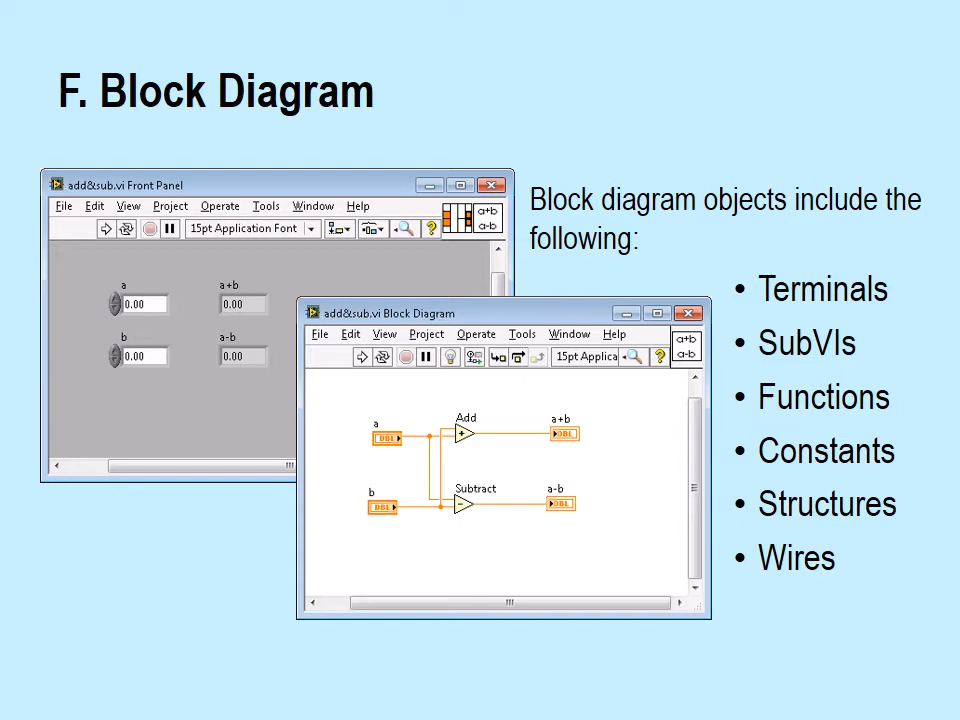 F. Block Diagram
add&sub.vi Front Panel
File Edit View Project Operate Tools Window Help
15pt Application Font
?
a+b
a-b
a
0.00
a+b
0.00
b
0.00
a-b
0.00
add&sub.vi Block Diagram
File Edit View Project Operate Tools Window Help
15pt Applica
?
a+b
a-b
a
DBL
Add
+
a+b
DBL
b
DBL
Subtract
-
a-b
DBL
Block diagram objects include the
following:
• Terminals
• SubVIs
• Functions
• Constants
• Structures
• Wires